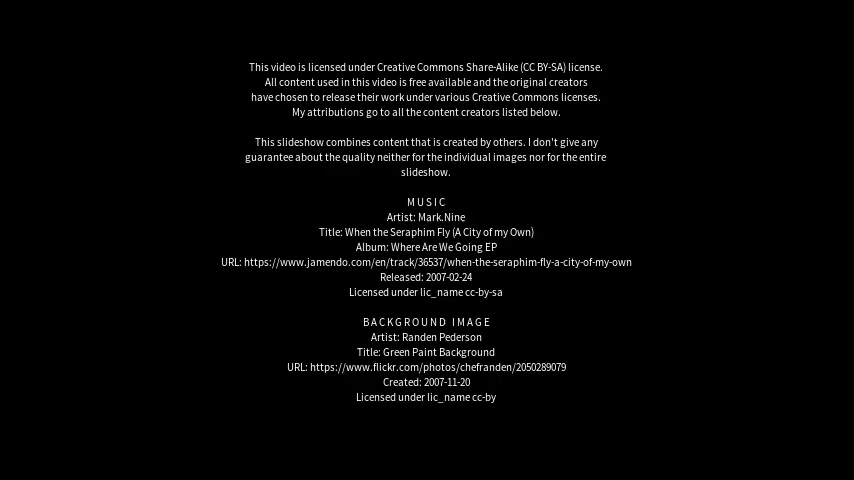 This video is licensed under Creative Commons Share-Alike (CC BY-SA) license.
All content used in this video is free available and the original creators
have chosen to release their work under various Creative Commons licenses.
My attributions go to all the content creators listed below.
This slideshow combines content that is created by others. I don't give any
guarantee about the quality neither for the individual images nor for the entire
slideshow.
MUSIC
Artist: Mark.Nine
Title: When the Seraphim Fly (A City of my Own)
Album: Where Are We Going EP
URL: https://www.jamendo.com/en/track/36537/when-the-seraphim-fly-a-city-of-my-own
Released: 2007-02-24
Licensed under lic_name cc-by-sa
BACKGROUND IMAGE
Artist: Randen Pederson
Title: Green Paint Background
URL: https://www.flickr.com/photos/chefranden/2050289079
Created: 2007-11-20
Licensed under lic_name cc-by